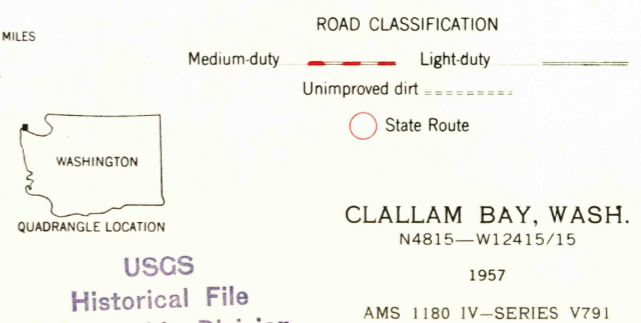 MILES
ROAD CLASSIFICATION
Medium-duty Light-duty
Unimproved dirt
State Route
WASHINGTON
QUADRANGLE LOCATION
CLALLAM BAY, WASH.
N4815—W12415/15
1957
AMS 1180 IV—SERIES V791
USGS
Historical File